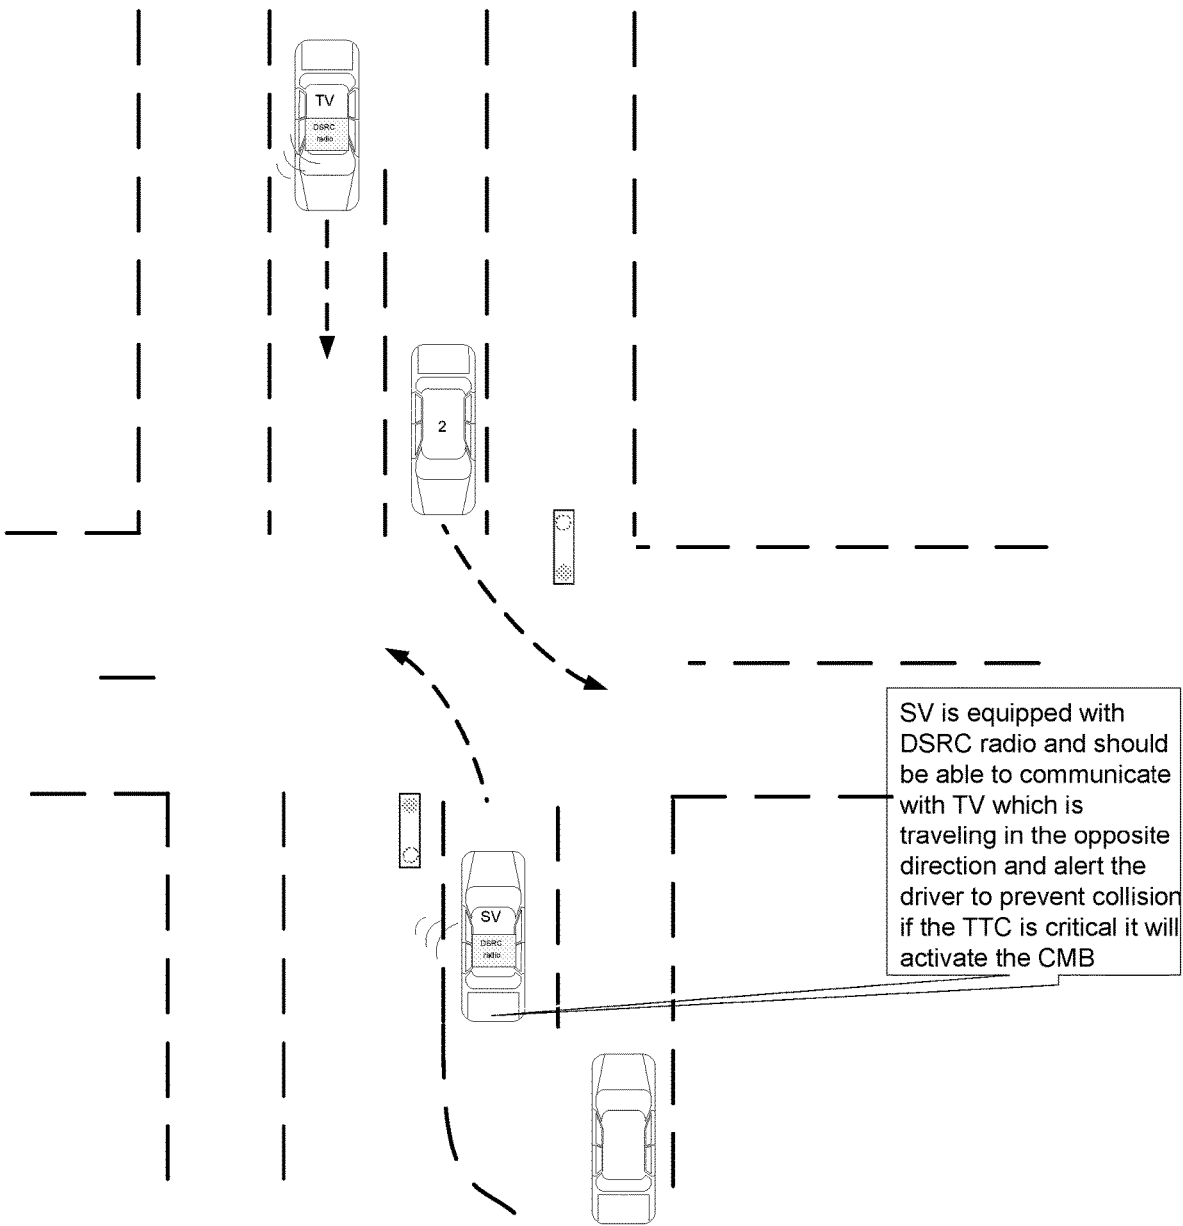 TV
DSRC
radio
2
SV is equipped with
DSRC radio and should
be able to communicate
with TV which is
traveling in the opposite
direction and alert the
driver to prevent collision
if the TTC is critical it will
activate the CMB
SV
DSRC
radio